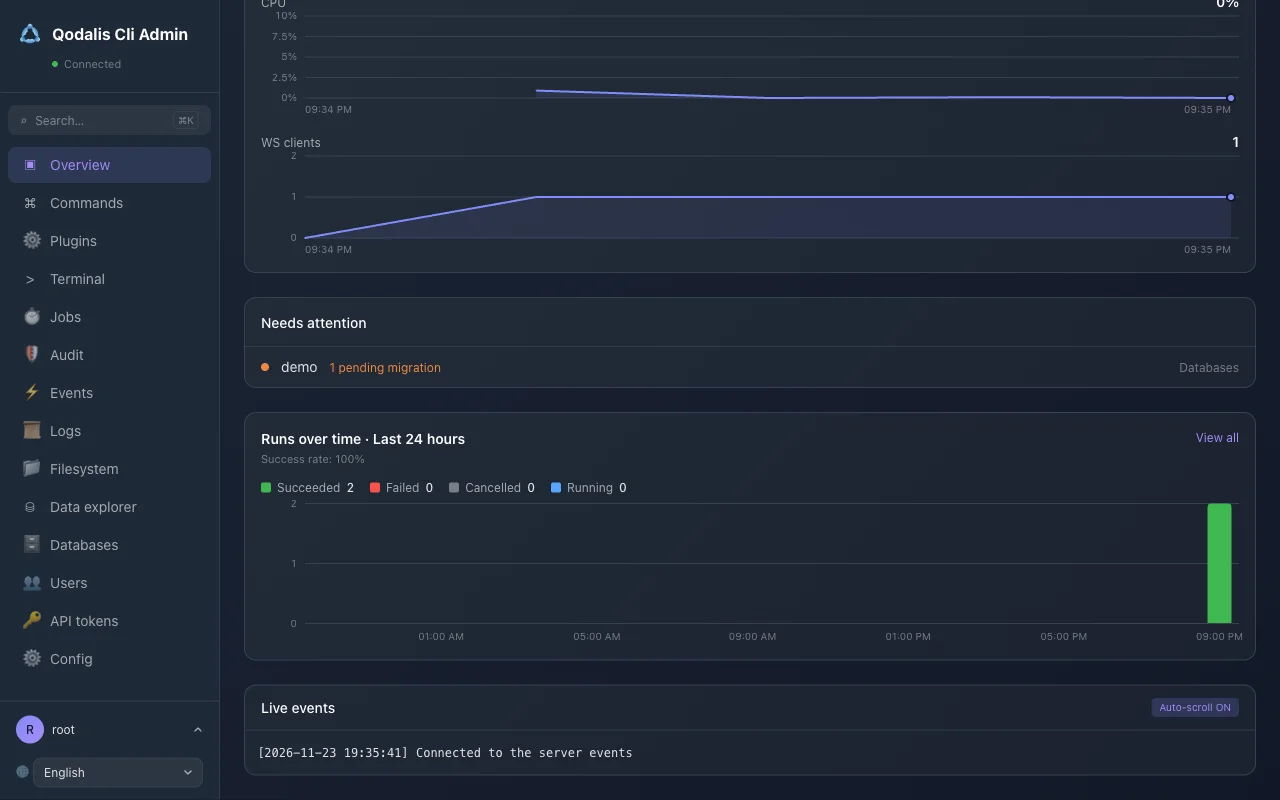 Qodalis Cli Admin
Connected
Search... ⌘K
Overview
Commands
Plugins
Terminal
Jobs
Audit
Events
Logs
Filesystem
Data explorer
Databases
Users
API tokens
Config
R root
English
CPU 0%
10%
7.5%
5%
2.5%
0%
09:34 PM 09:35 PM
WS clients 1
2
1
0
09:34 PM 09:35 PM
Needs attention
demo 1 pending migration Databases
Runs over time · Last 24 hours View all
Success rate: 100%
Succeeded 2 Failed 0 Cancelled 0 Running 0
2
1
0
01:00 AM 05:00 AM 09:00 AM 01:00 PM 05:00 PM 09:00 PM
Live events Auto-scroll ON
[2026-11-23 19:35:41] Connected to the server events